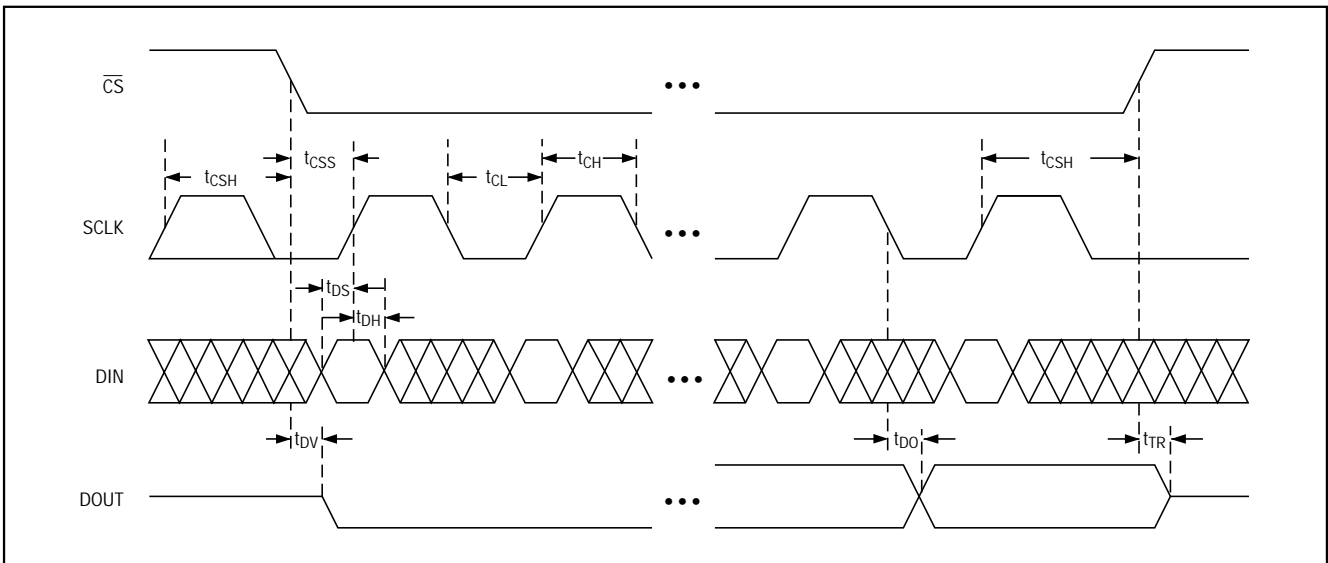 CS
•••
tCSS
tCH
tCSH
tCSH
tCL
SCLK
•••
tDS
tDH
DIN
•••
tDV
tDO
tTR
DOUT
•••